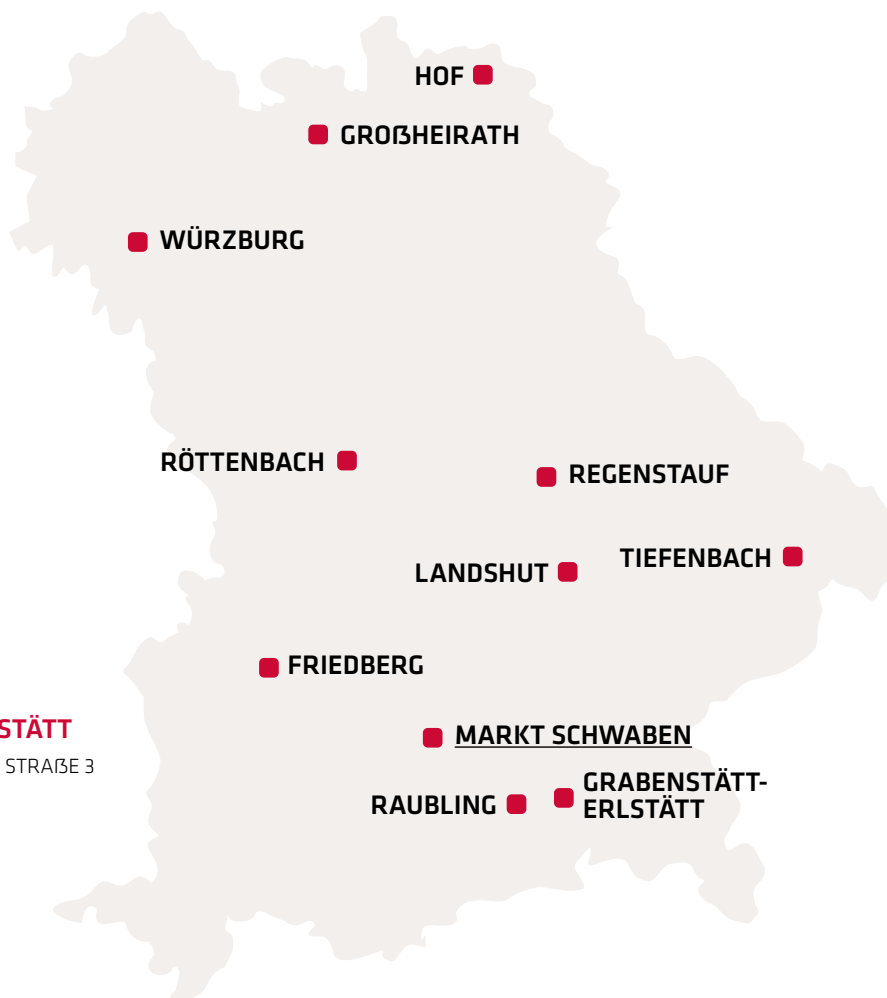 HOF
GROẞHEIRATH
WÜRZBURG
RÖTTENBACH
REGENSTAUF
TIEFENBACH
LANDSHUT
FRIEDBERG
STÄTT
STRAẞE 3
MARKT SCHWABEN
GRABENSTÄTT-
ERLSTÄTT
RAUBLING